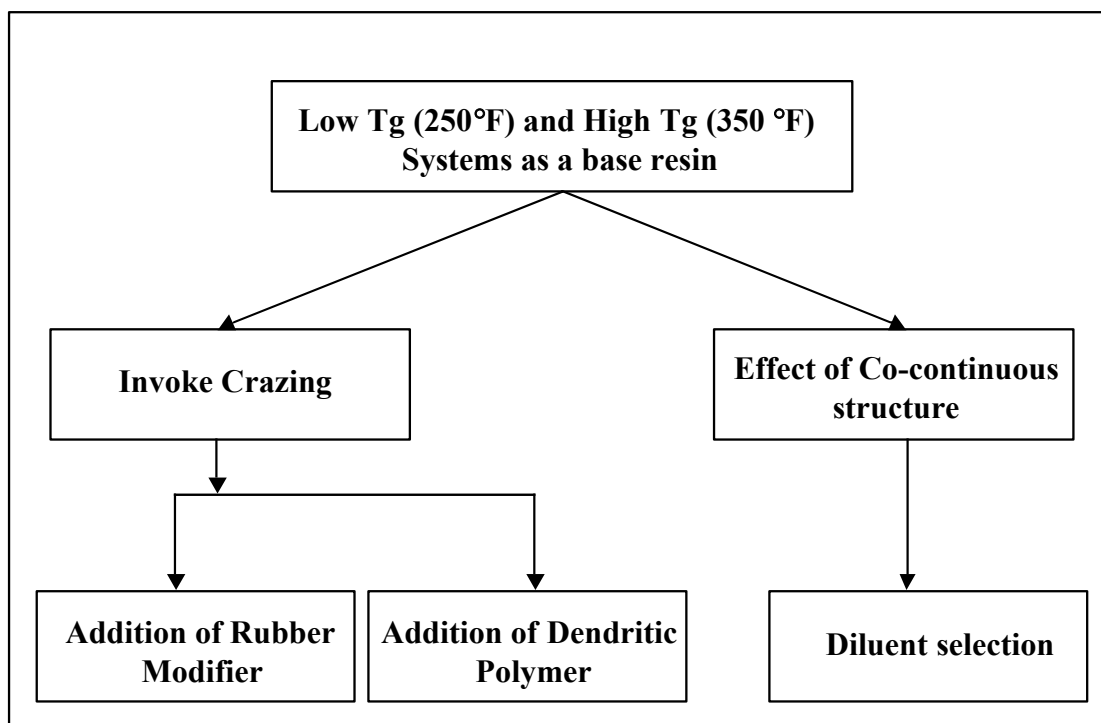 Low Tg (250°F) and High Tg (350 °F)
Systems as a base resin
Invoke Crazing
Effect of Co-continuous
structure
Addition of Rubber
Modifier
Addition of Dendritic
Polymer
Diluent selection